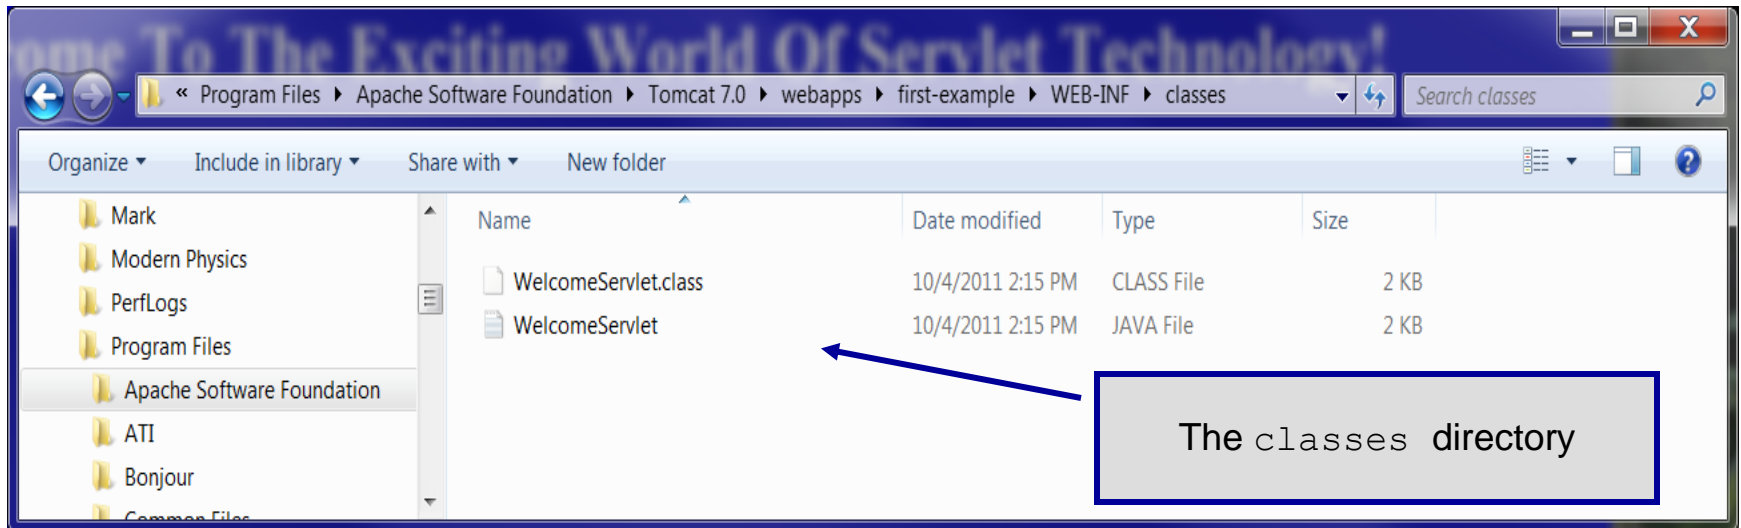 ome To The Exciting World Of Servlet Technology!
« Program Files Apache Software Foundation Tomcat 7.0 webapps first-example WEB-INF classes
Search classes
Organize Include in library Share with New folder
Mark
Modern Physics
PerfLogs
Program Files
Apache Software Foundation
ATI
Bonjour
Common Files
Name Date modified Type Size
WelcomeServlet.class 10/4/2011 2:15 PM CLASS File 2 KB
WelcomeServlet 10/4/2011 2:15 PM JAVA File 2 KB
The classes directory